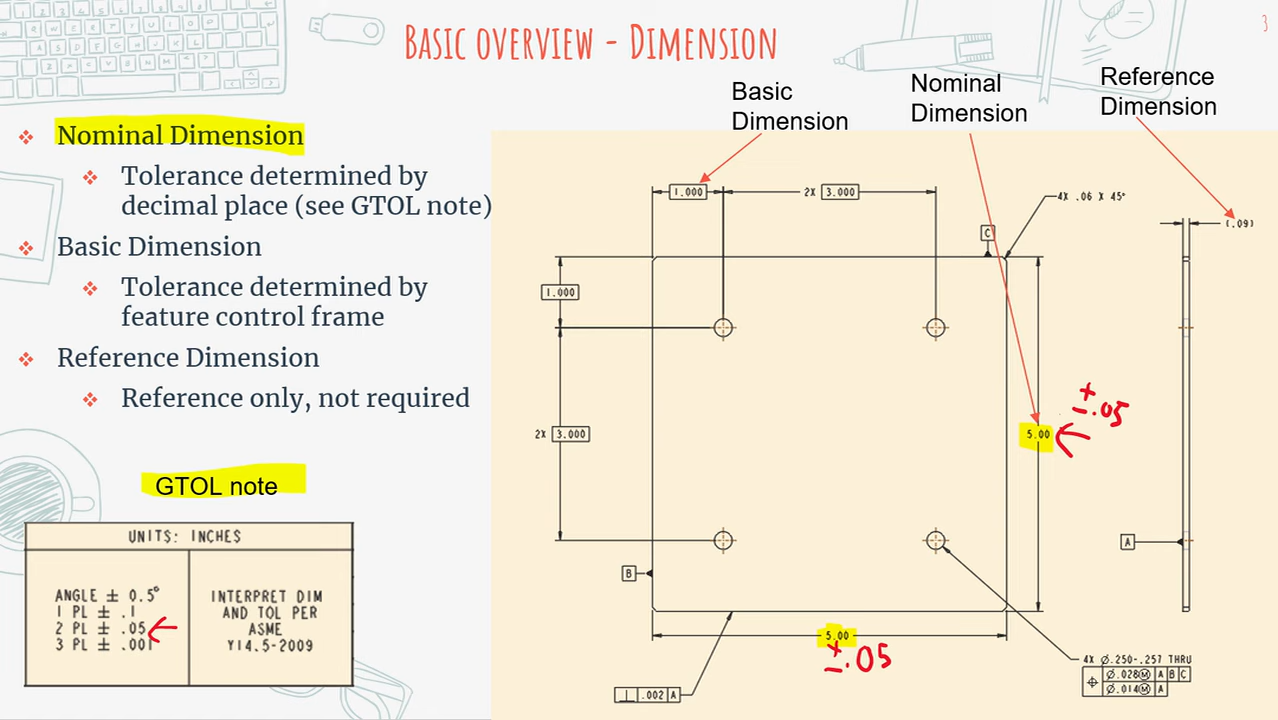 BASIC OVERVIEW - DIMENSION
3
Nominal Dimension
Tolerance determined by
decimal place (see GTOL note)
Basic Dimension
Tolerance determined by
feature control frame
Reference Dimension
Reference only, not required
GTOL note
UNITS: INCHES
ANGLE ± 0.5°
1 PL ± .1
2 PL ± .05
3 PL ± .001
INTERPRET DIM
AND TOL PER
ASME
Y14.5-2009
Basic
Dimension
Nominal
Dimension
Reference
Dimension
1.000
2X 3.000
4X .06 X 45°
(.09)
C
1.000
2X 3.000
5.00
± .05
A
B
5.00
± .05
⊥ .002 A
4X Ø.250-.257 THRU
⌖ Ø.028Ⓜ A B C
Ø.014Ⓜ A